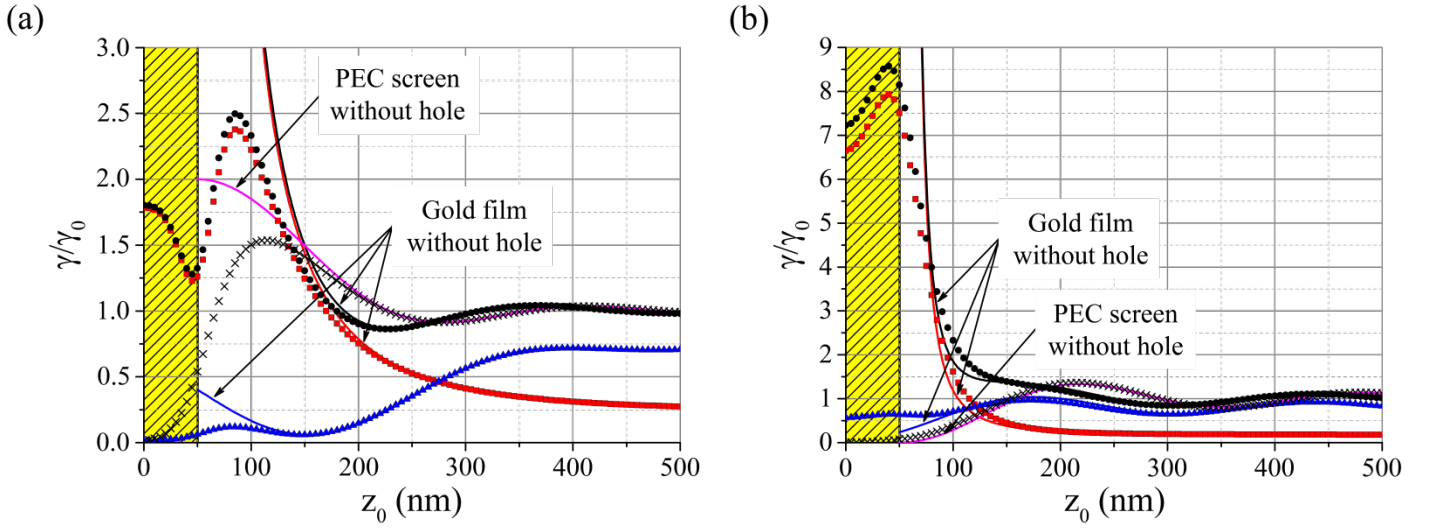 (a)
3.0
2.5
2.0
1.5
1.0
0.5
0.0
γ/γ₀
PEC screen
without hole
Gold film
without hole
0
100
200
300
400
500
z₀ (nm)
(b)
9
8
7
6
5
4
3
2
1
0
γ/γ₀
Gold film
without hole
PEC screen
without hole
0
100
200
300
400
500
z₀ (nm)